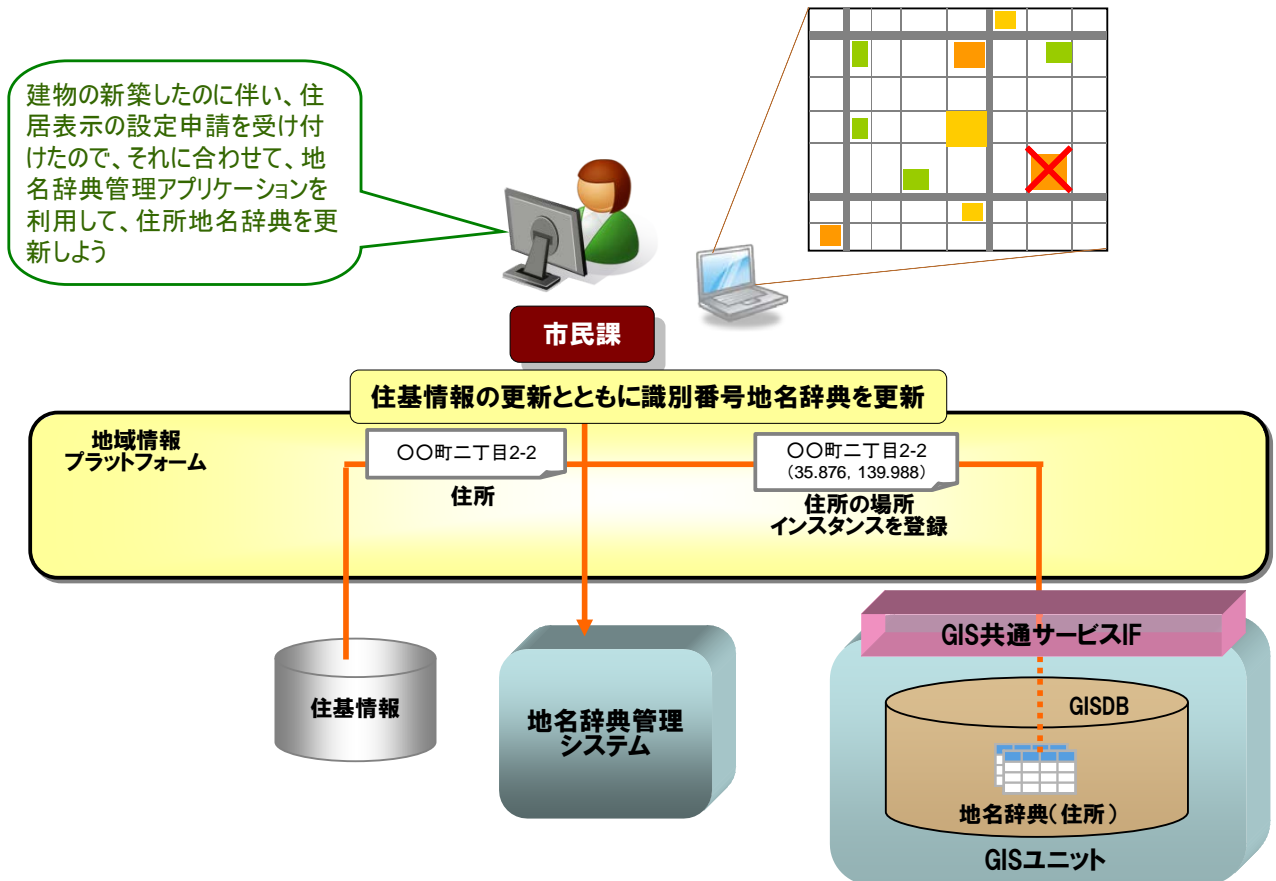 建物の新築したのに伴い、住
居表示の設定申請を受け付
けたので、それに合わせて、地
名辞典管理アプリケーションを
利用して、住所地名辞典を更
新しよう
市民課
住基情報の更新とともに識別番号地名辞典を更新
地域情報
プラットフォーム
〇〇町二丁目2-2
住所
〇〇町二丁目2-2
(35.876, 139.988)
住所の場所
インスタンスを登録
住基情報
地名辞典管理
システム
GIS共通サービスIF
GISDB
地名辞典(住所)
GISユニット